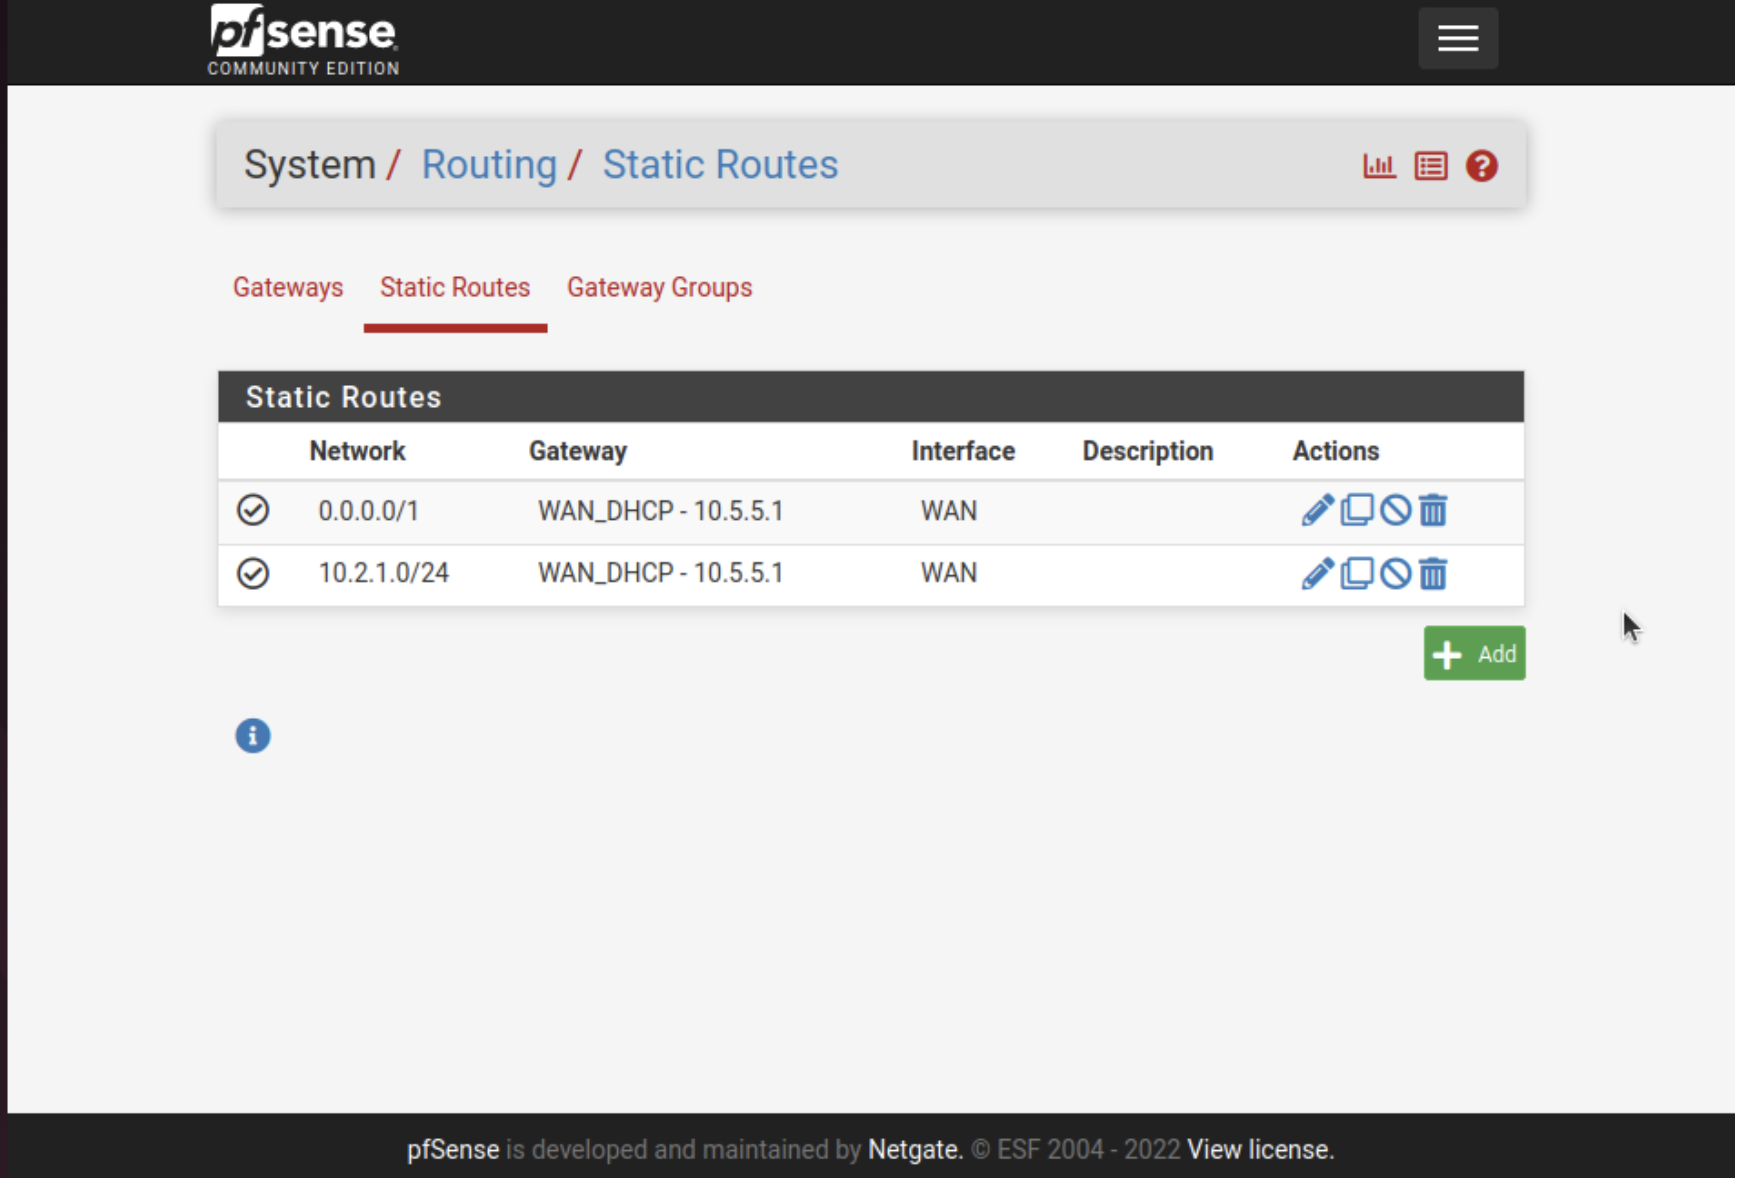 pfsense
COMMUNITY EDITION
System / Routing / Static Routes
Gateways Static Routes Gateway Groups
Static Routes
Network Gateway Interface Description Actions
0.0.0.0/1 WAN_DHCP - 10.5.5.1 WAN
10.2.1.0/24 WAN_DHCP - 10.5.5.1 WAN
Add
pfSense is developed and maintained by Netgate. © ESF 2004 - 2022 View license.